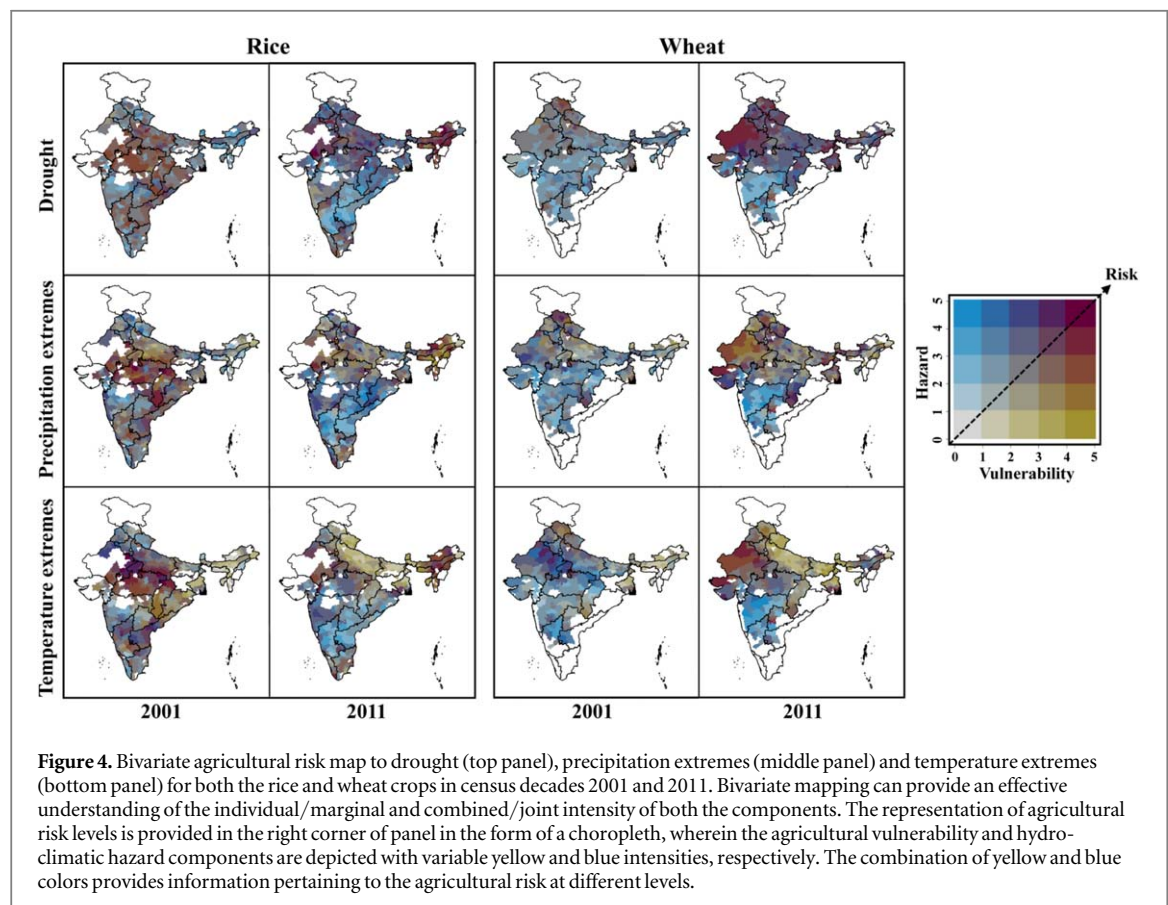 Rice
Wheat
Drought
Precipitation extremes
Temperature extremes
2001
2011
2001
2011
Risk
Hazard
5
4
3
2
1
0
0 1 2 3 4 5
Vulnerability
Figure 4. Bivariate agricultural risk map to drought (top panel), precipitation extremes (middle panel) and temperature extremes
(bottom panel) for both the rice and wheat crops in census decades 2001 and 2011. Bivariate mapping can provide an effective
understanding of the individual/marginal and combined/joint intensity of both the components. The representation of agricultural
risk levels is provided in the right corner of panel in the form of a choropleth, wherein the agricultural vulnerability and hydro-
climatic hazard components are depicted with variable yellow and blue intensities, respectively. The combination of yellow and blue
colors provides information pertaining to the agricultural risk at different levels.